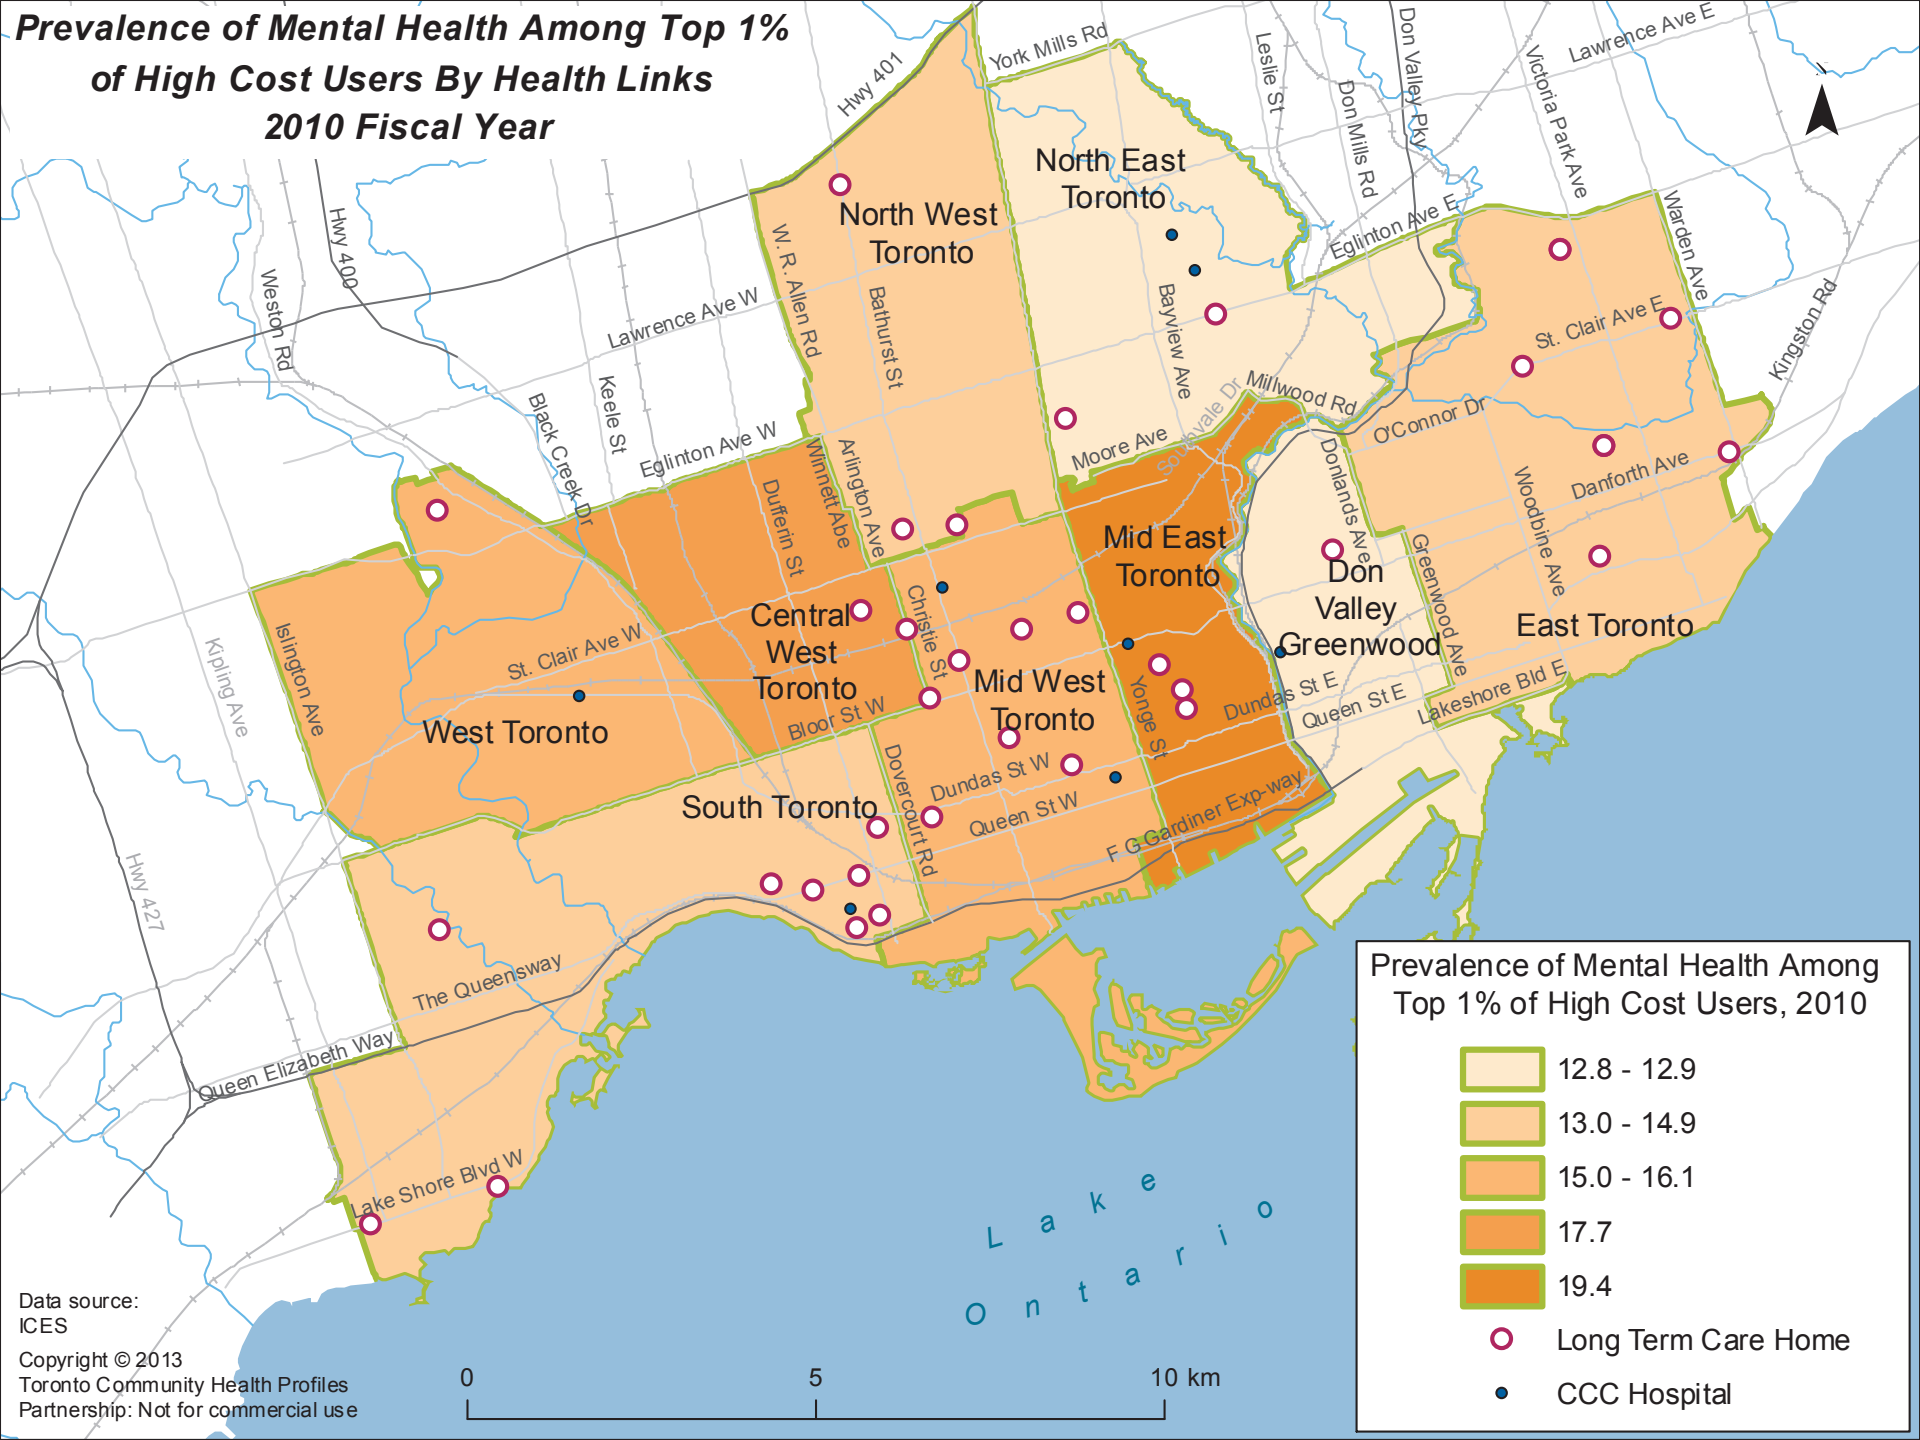 Prevalence of Mental Health Among Top 1%
of High Cost Users By Health Links
2010 Fiscal Year
Hwy 401
York Mills Rd
Leslie St
Don Mills Rd
Don Valley Pky
Victoria Park Ave
Lawrence Ave E
N
North East
Toronto
North West
Toronto
Hwy 400
Weston Rd
W. R. Allen Rd
Bathurst St
Bayview Ave
Eglinton Ave E
Warden Ave
Kingston Rd
St. Clair Ave E
Lawrence Ave W
Keele St
Black Creek Dr
Eglinton Ave W
Winnett Abe
Arlington Ave
Dufferin St
Moore Ave
Southvale Dr
Millwood Rd
O'Connor Dr
Donlands Ave
Danforth Ave
Woodbine Ave
Greenwood Ave
Mid East
Toronto
Don
Valley
Greenwood
East Toronto
Central
West
Toronto
Christie St
Mid West
Toronto
Kipling Ave
Islington Ave
St. Clair Ave W
West Toronto
Bloor St W
Yonge St
Dundas St E
Queen St E
Lakeshore Bld E
South Toronto
Dovercourt Rd
Dundas St W
Queen St W
F G Gardiner Exp-way
Hwy 427
The Queensway
Queen Elizabeth Way
Lake Shore Blvd W
Lake
Ontario
Prevalence of Mental Health Among
Top 1% of High Cost Users, 2010
12.8 - 12.9
13.0 - 14.9
15.0 - 16.1
17.7
19.4
Long Term Care Home
CCC Hospital
Data source:
ICES
Copyright © 2013
Toronto Community Health Profiles
Partnership: Not for commercial use
0 5 10 km